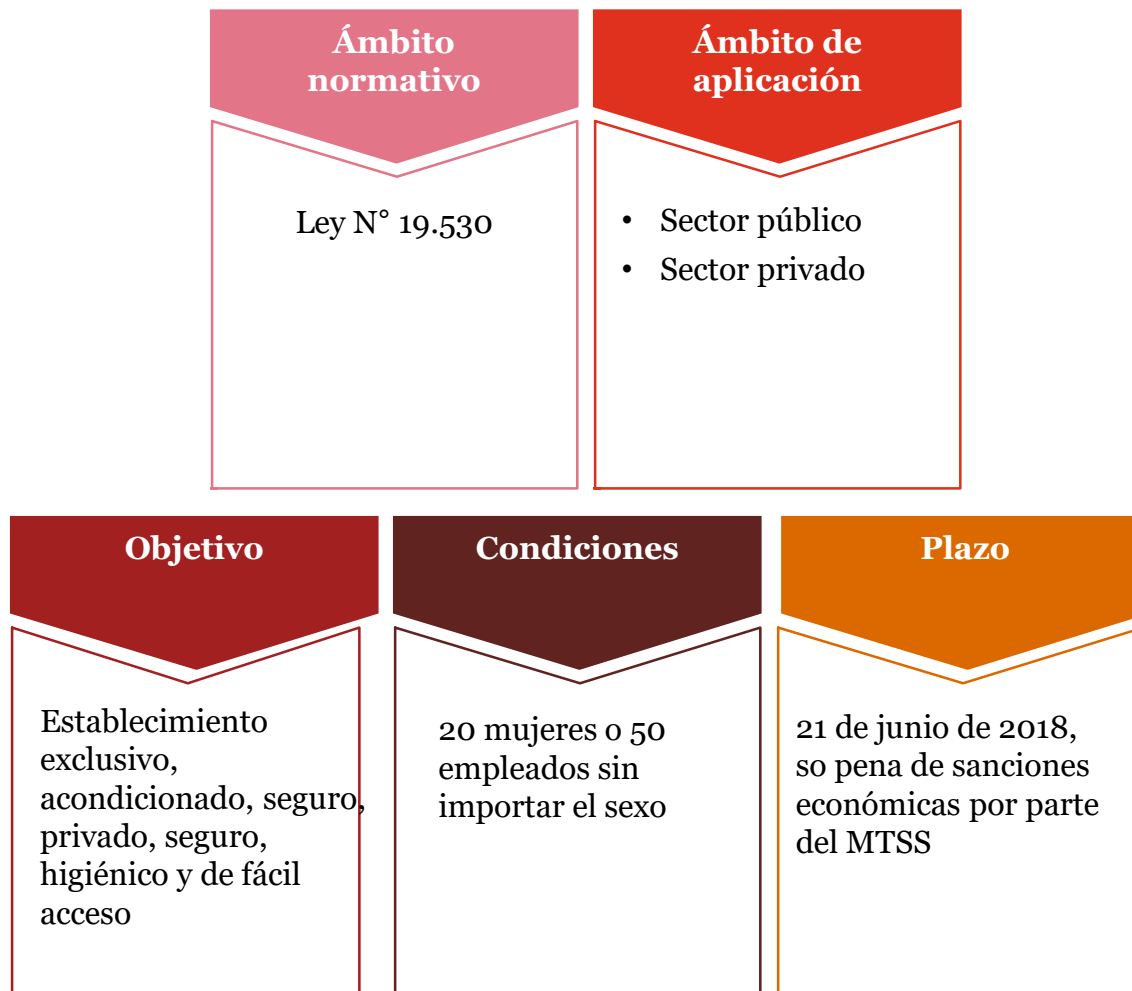 Ámbito
normativo
Ley N° 19.530
Ámbito de
aplicación
• Sector público
• Sector privado
Objetivo
Establecimiento
exclusivo,
acondicionado, seguro,
privado, seguro,
higiénico y de fácil
acceso
Condiciones
20 mujeres o 50
empleados sin
importar el sexo
Plazo
21 de junio de 2018,
so pena de sanciones
económicas por parte
del MTSS